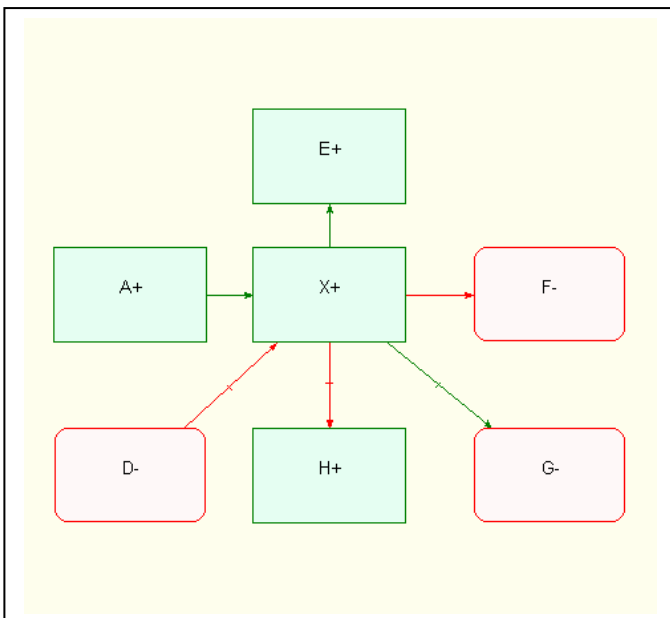 E+
A+
X+
F-
D-
H+
G-